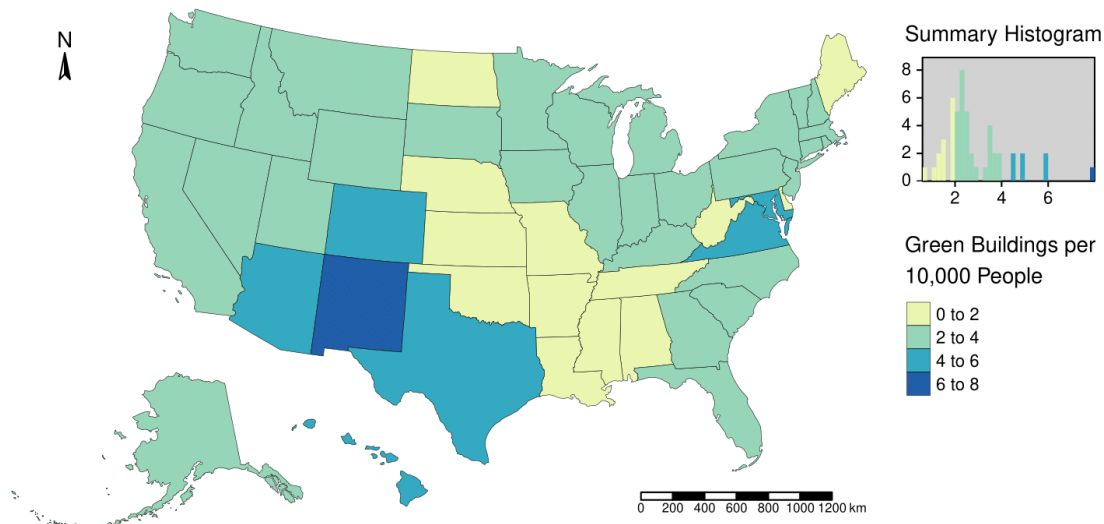 N
Summary Histogram
8
6
4
2
0
2 4 6
Green Buildings per
10,000 People
0 to 2
2 to 4
4 to 6
6 to 8
0 200 400 600 800 1000 1200 km